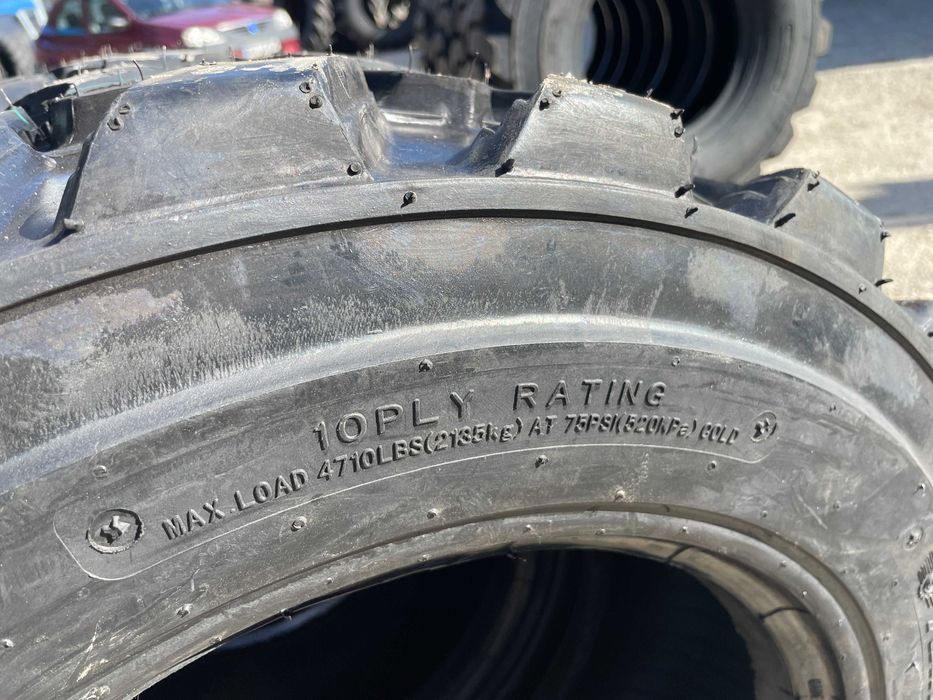 10PLY RATING
MAX.LOAD 4710LBS(2135kg) AT 75PSI(520kPa) COLD